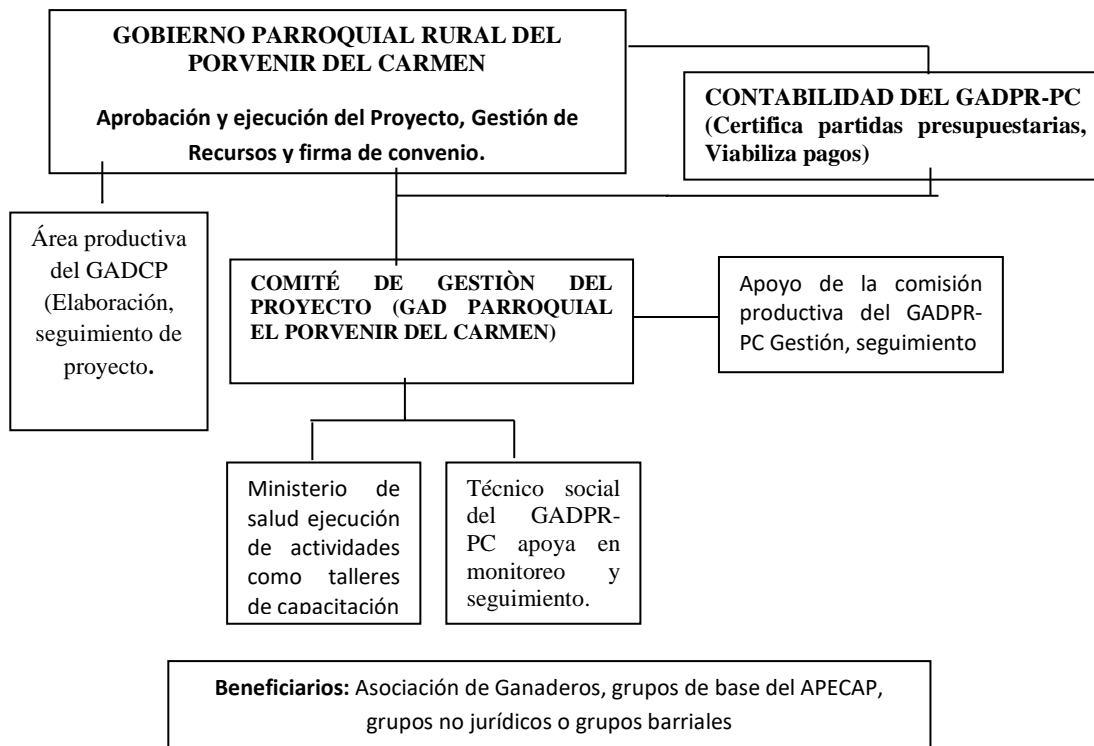 GOBIERNO PARROQUIAL RURAL DEL
PORVENIR DEL CARMEN
Aprobación y ejecución del Proyecto, Gestión de
Recursos y firma de convenio.
CONTABILIDAD DEL GADPR-PC
(Certifica partidas presupuestarias,
Viabiliza pagos)
Área productiva
del GADCP
(Elaboración,
seguimiento de
proyecto.
COMITÉ DE GESTIÒN DEL
PROYECTO (GAD PARROQUIAL
EL PORVENIR DEL CARMEN)
Apoyo de la comisión
productiva del GADPR-
PC Gestión, seguimiento
Ministerio de
salud ejecución
de actividades
como talleres
de capacitación
Técnico social
del GADPR-
PC apoya en
monitoreo y
seguimiento.
Beneficiarios: Asociación de Ganaderos, grupos de base del APECAP,
grupos no jurídicos o grupos barriales